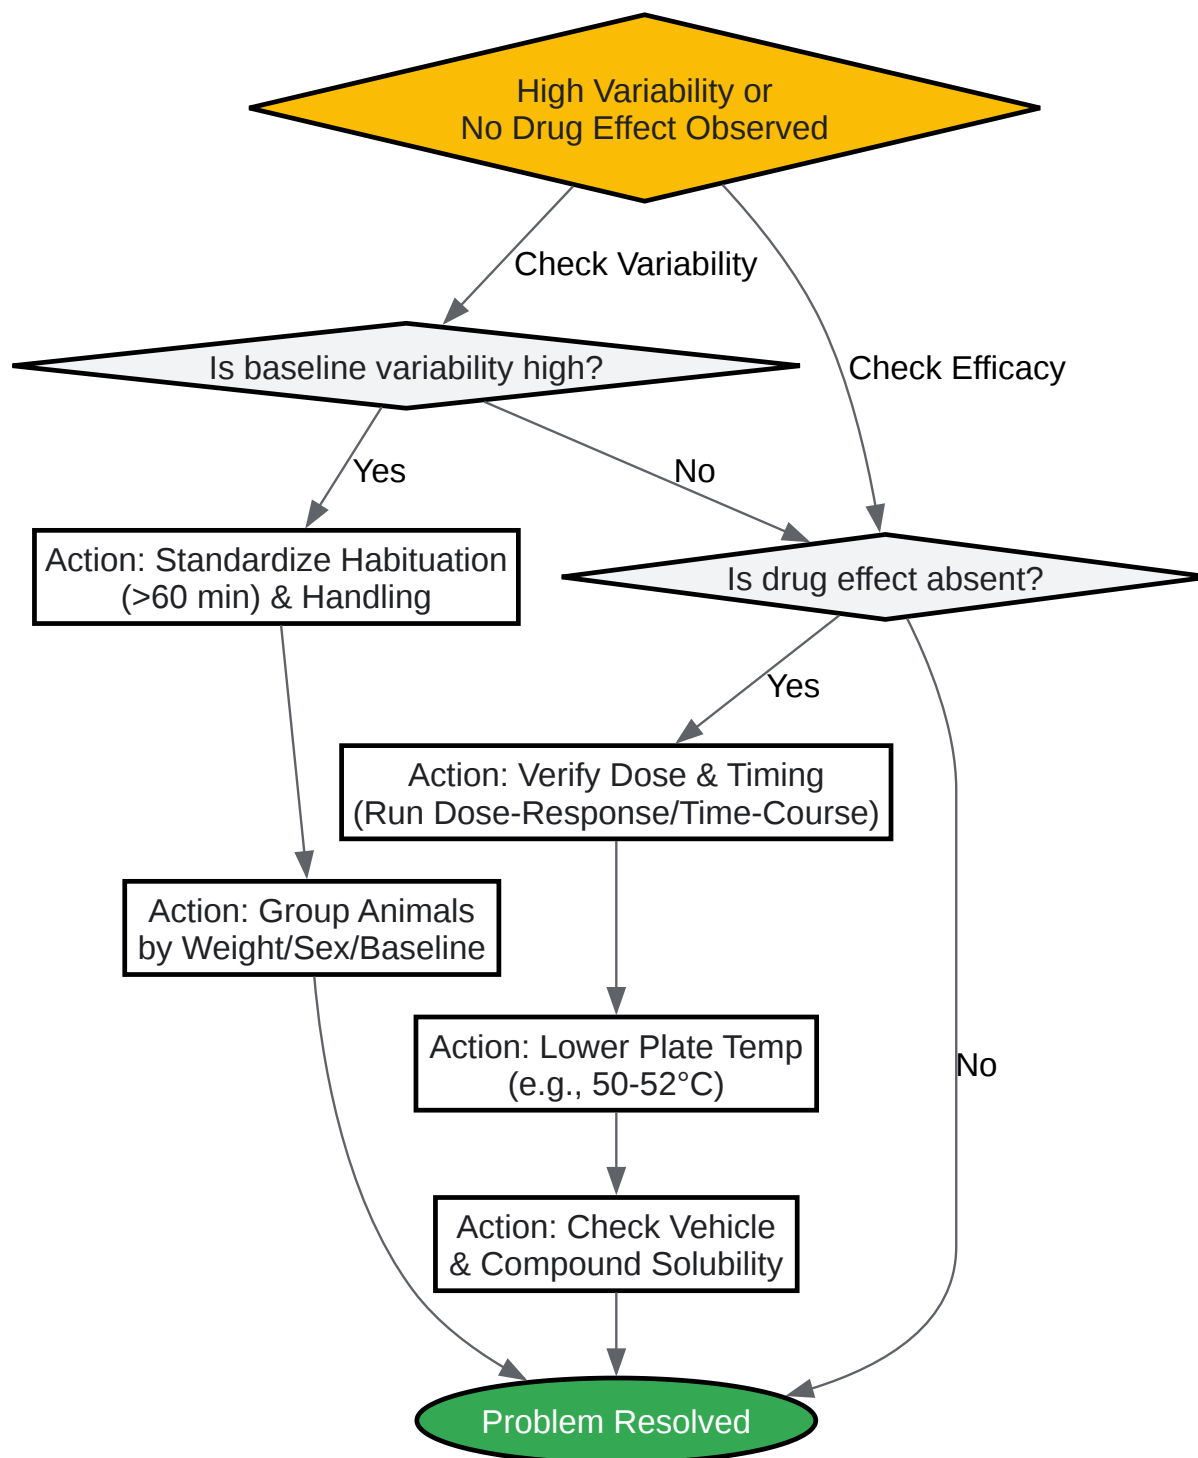 High Variability or
No Drug Effect Observed
Check Variability
Check Efficacy
Is baseline variability high?
Yes
No
Action: Standardize Habituation
(>60 min) & Handling
Is drug effect absent?
Yes
Action: Verify Dose & Timing
(Run Dose-Response/Time-Course)
Action: Group Animals
by Weight/Sex/Baseline
Action: Lower Plate Temp
(e.g., 50-52°C)
No
Action: Check Vehicle
& Compound Solubility
Problem Resolved